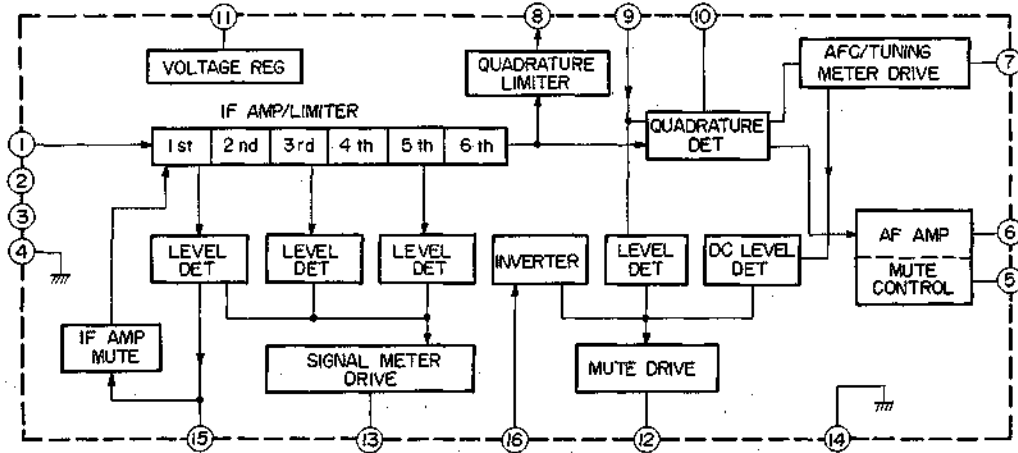 11
8
9
10
VOLTAGE REG
QUADRATURE
LIMITER
AFC/TUNING
METER DRIVE
7
IF AMP/LIMITER
1
1st 2nd 3rd 4th 5th 6th
QUADRATURE
DET
2
3
4
LEVEL
DET
LEVEL
DET
LEVEL
DET
INVERTER
LEVEL
DET
DC LEVEL
DET
AF AMP
6
MUTE
CONTROL
5
IF AMP
MUTE
SIGNAL METER
DRIVE
MUTE DRIVE
15
13
16
12
14